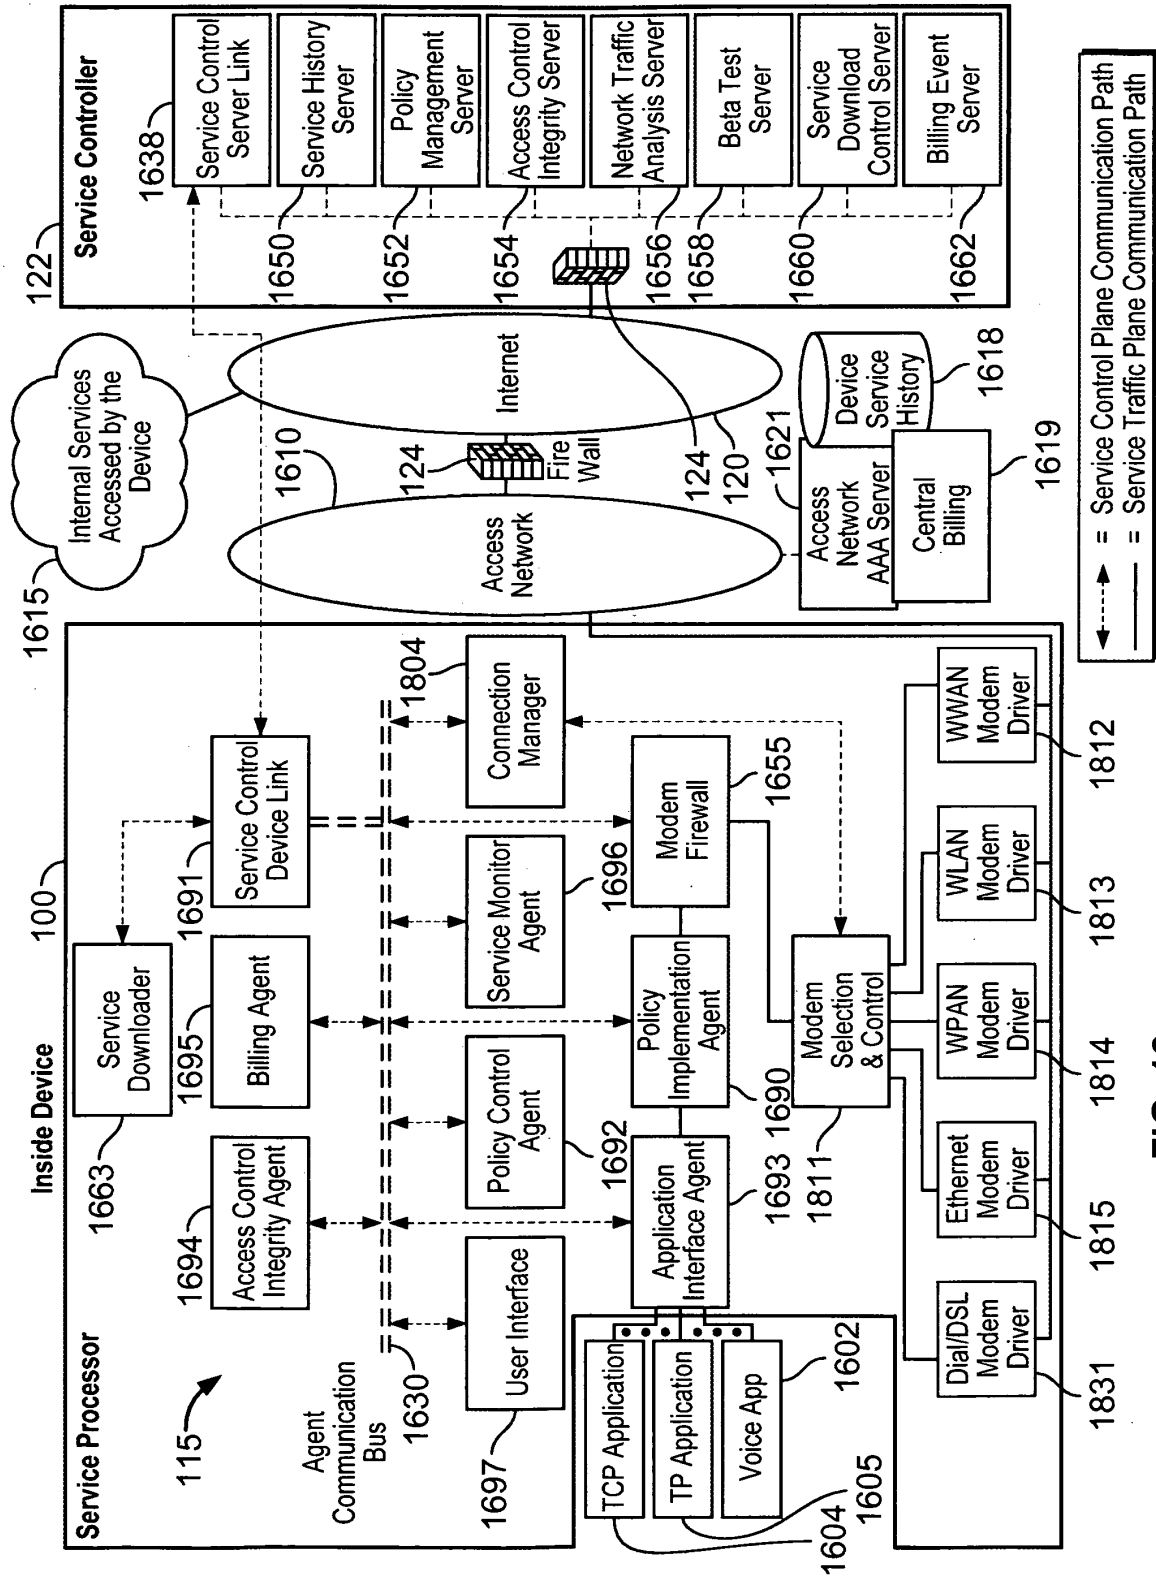 Inside Device
100
Service Processor
115
1663
Service
Downloader
1694
Access Control
Integrity Agent
1695
Billing Agent
1691
Service Control
Device Link
Agent
Communication
Bus
1630
1697
User Interface
Policy Control
Agent
1692
Service Monitor
Agent
1696
Connection
Manager
1804
Application
Interface Agent
1693
Policy
Implementation
Agent
1690
Modem
Firewall
1655
TCP Application
TP Application
Voice App
1604
1605
1602
1811
Modem
Selection
& Control
Dial/DSL
Modem
Driver
1831
Ethernet
Modem
Driver
1815
WPAN
Modem
Driver
1814
WLAN
Modem
Driver
1813
WWAN
Modem
Driver
1812
1615
Internal Services
Accessed by the
Device
1610
Access
Network
124
Fire
Wall
Internet
124
120
1621
Access
Network
AAA Server
Device
Service
History
1618
Central
Billing
1619
122
Service Controller
1638
Service Control
Server Link
1650
Service History
Server
1652
Policy
Management
Server
1654
Access Control
Integrity Server
1656
Network Traffic
Analysis Server
1658
Beta Test
Server
1660
Service
Download
Control Server
1662
Billing Event
Server
= Service Control Plane Communication Path
= Service Traffic Plane Communication Path